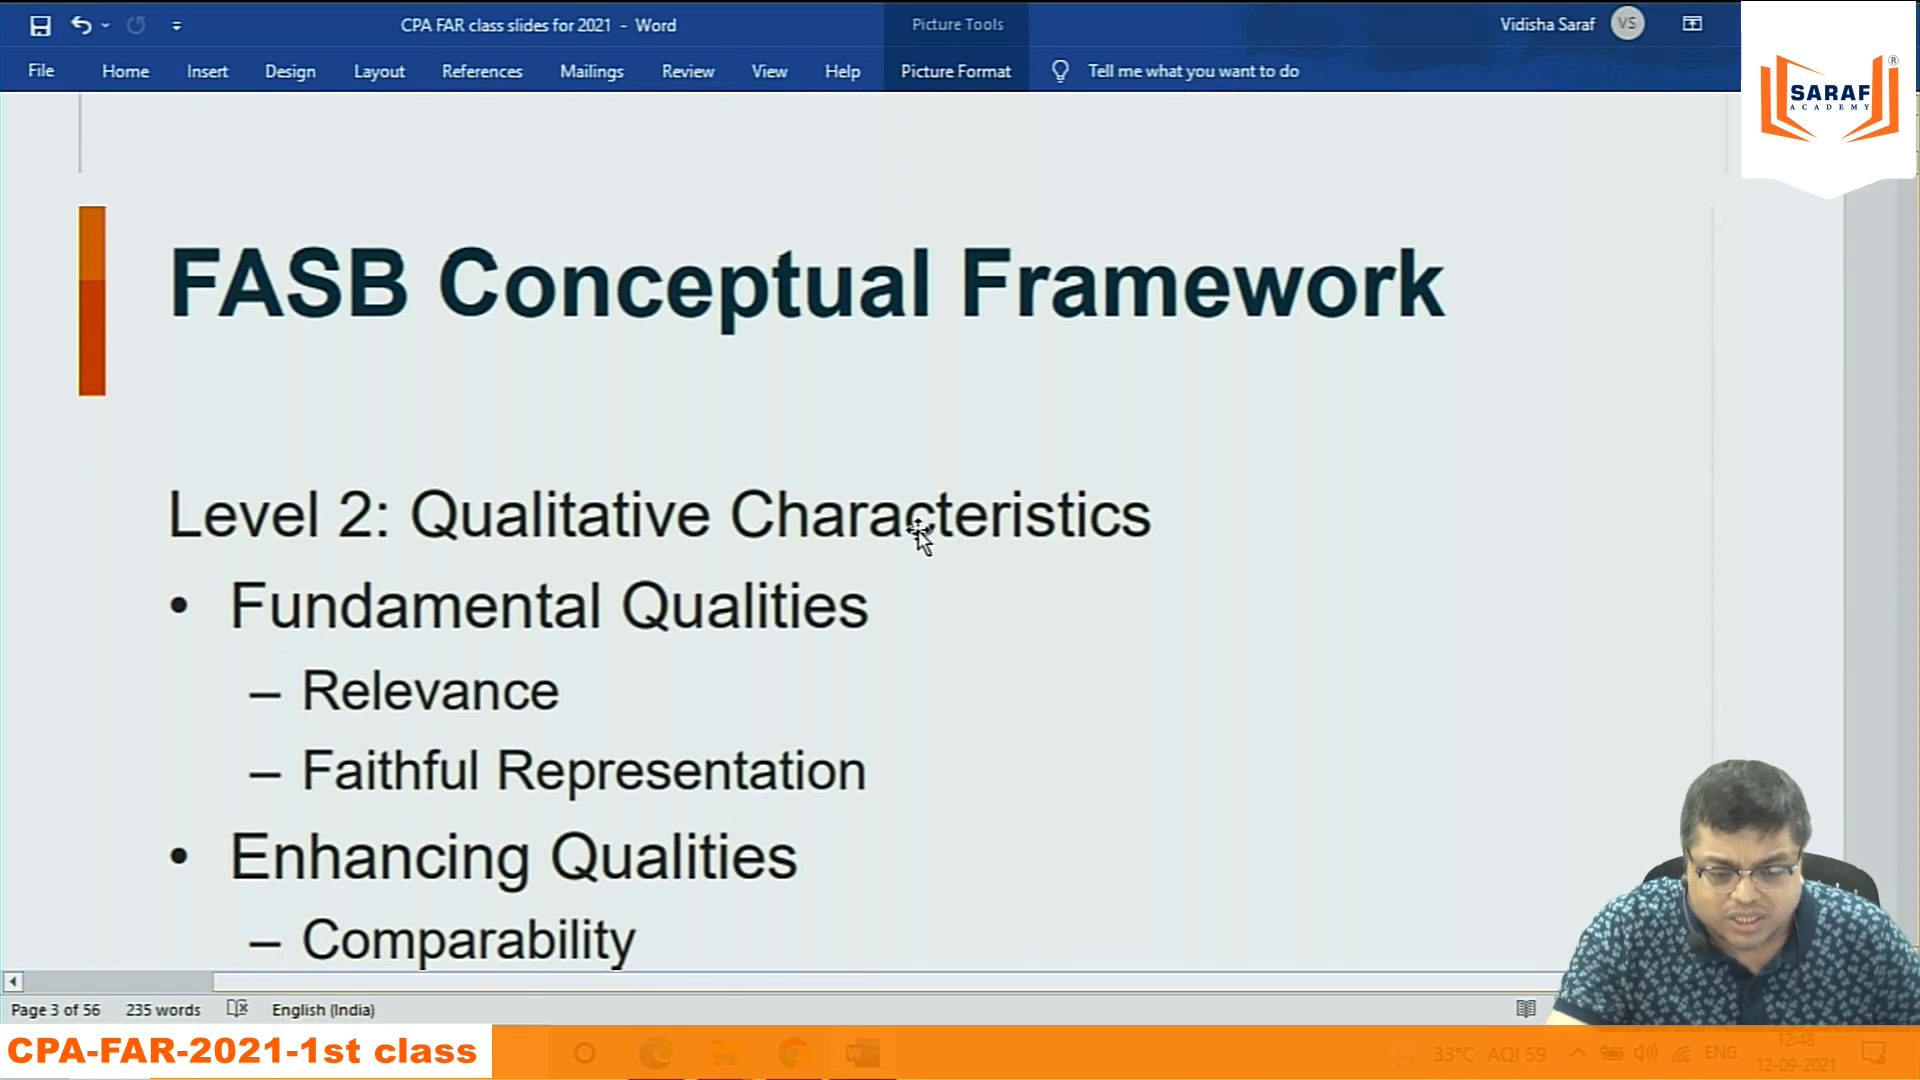 CPA FAR class slides for 2021 - Word
Picture Tools
Vidisha Saraf VS
File Home Insert Design Layout References Mailings Review View Help Picture Format Tell me what you want to do
SARAF
ACADEMY
®
FASB Conceptual Framework
Level 2: Qualitative Characteristics
• Fundamental Qualities
– Relevance
– Faithful Representation
• Enhancing Qualities
– Comparability
Page 3 of 56 235 words English (India)
CPA-FAR-2021-1st class
33°C AQI 59 ENG
12:48
12-09-2021